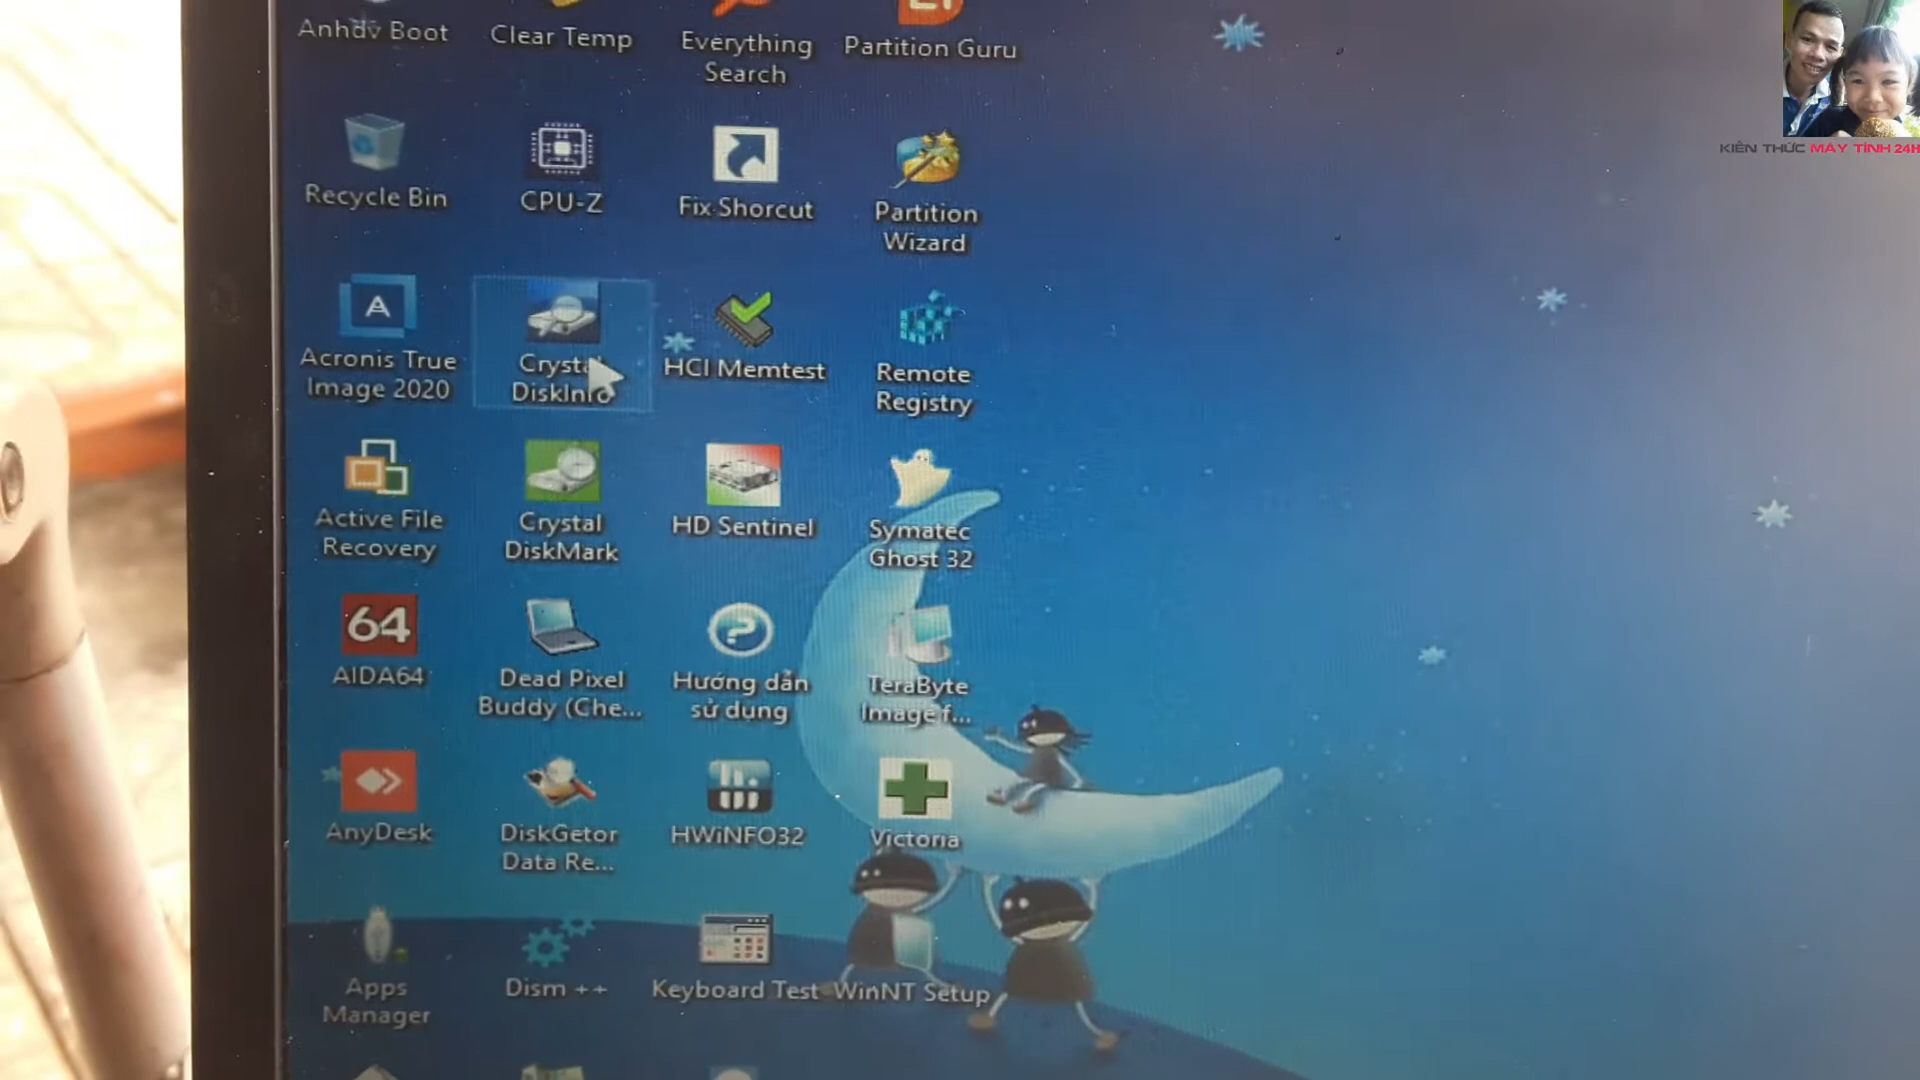 Anhdv Boot
Clear Temp
Everything
Search
Partition Guru
Recycle Bin
CPU-Z
Fix Shorcut
Partition
Wizard
Acronis True
Image 2020
Crystal
DiskInfo
HCI Memtest
Remote
Registry
Active File
Recovery
Crystal
DiskMark
HD Sentinel
Symatec
Ghost 32
64
AIDA64
Dead Pixel
Buddy (Che...
Hướng dẫn
sử dụng
TeraByte
Image f...
AnyDesk
DiskGetor
Data Re...
HWiNFO32
Victoria
Apps
Manager
Dism ++
Keyboard Test
WinNT Setup
KIẾN THỨC MÁY TÍNH 24H